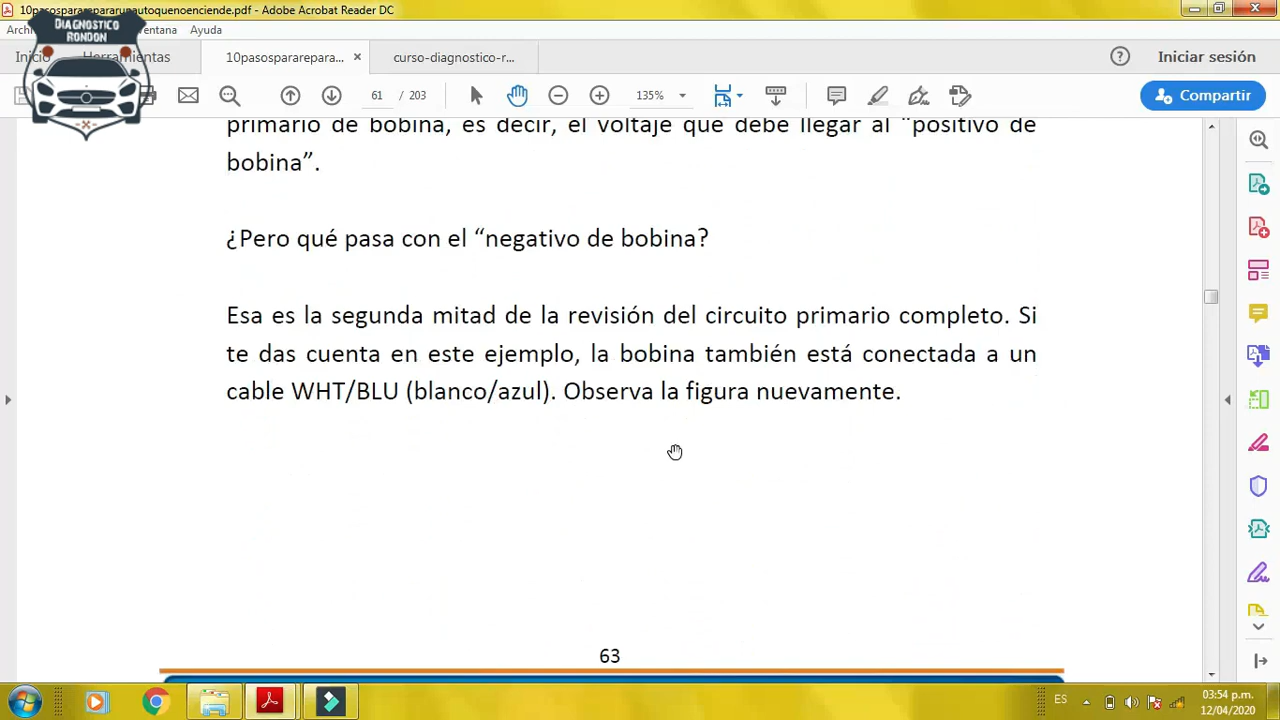 10pasospararepararunautoquenoenciende.pdf - Adobe Acrobat Reader DC
DIAGNOSTICO
RONDON
Archi entana Ayuda
Inicio Herramientas 10pasosparareparara... curso-diagnostico-r... Iniciar sesión
61 / 203 135% Compartir
primario de bobina, es decir, el voltaje que debe llegar al “positivo de
bobina”.
¿Pero qué pasa con el “negativo de bobina?
Esa es la segunda mitad de la revisión del circuito primario completo. Si
te das cuenta en este ejemplo, la bobina también está conectada a un
cable WHT/BLU (blanco/azul). Observa la figura nuevamente.
63
ES 03:54 p.m.
12/04/2020